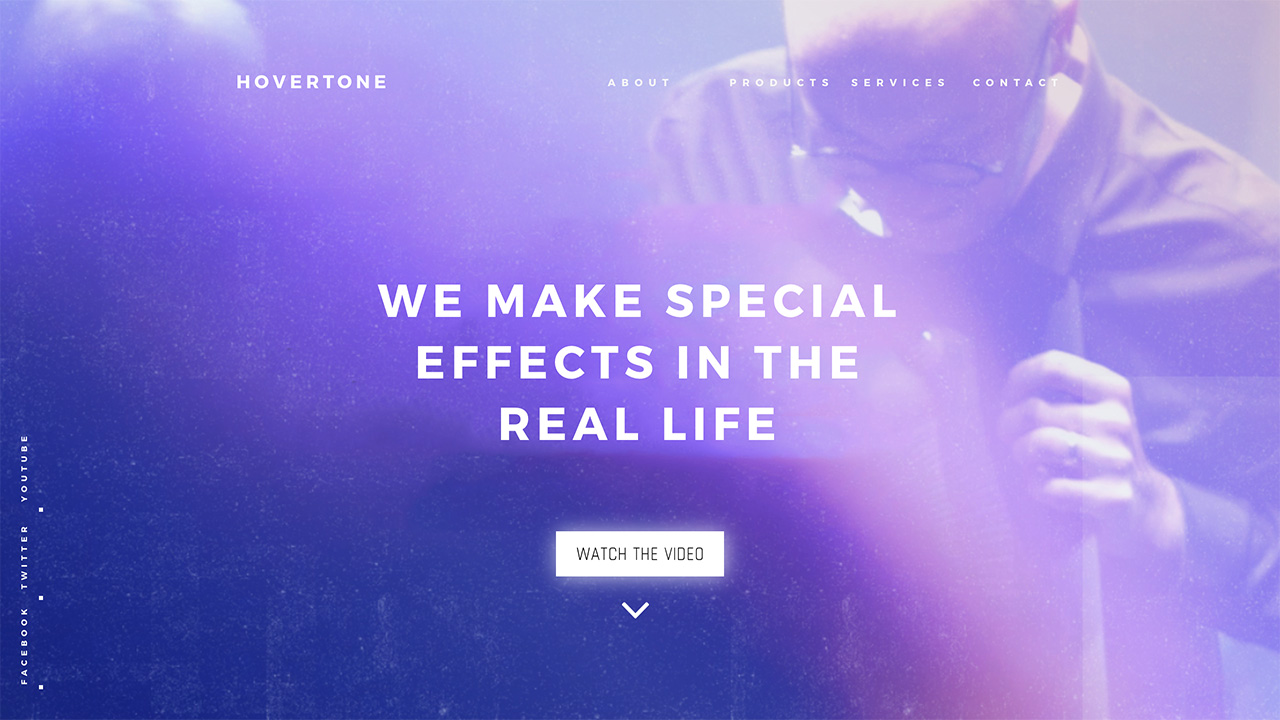 HOVERTONE
ABOUT PRODUCTS SERVICES CONTACT
WE MAKE SPECIAL
EFFECTS IN THE
REAL LIFE
WATCH THE VIDEO
FACEBOOK TWITTER YOUTUBE